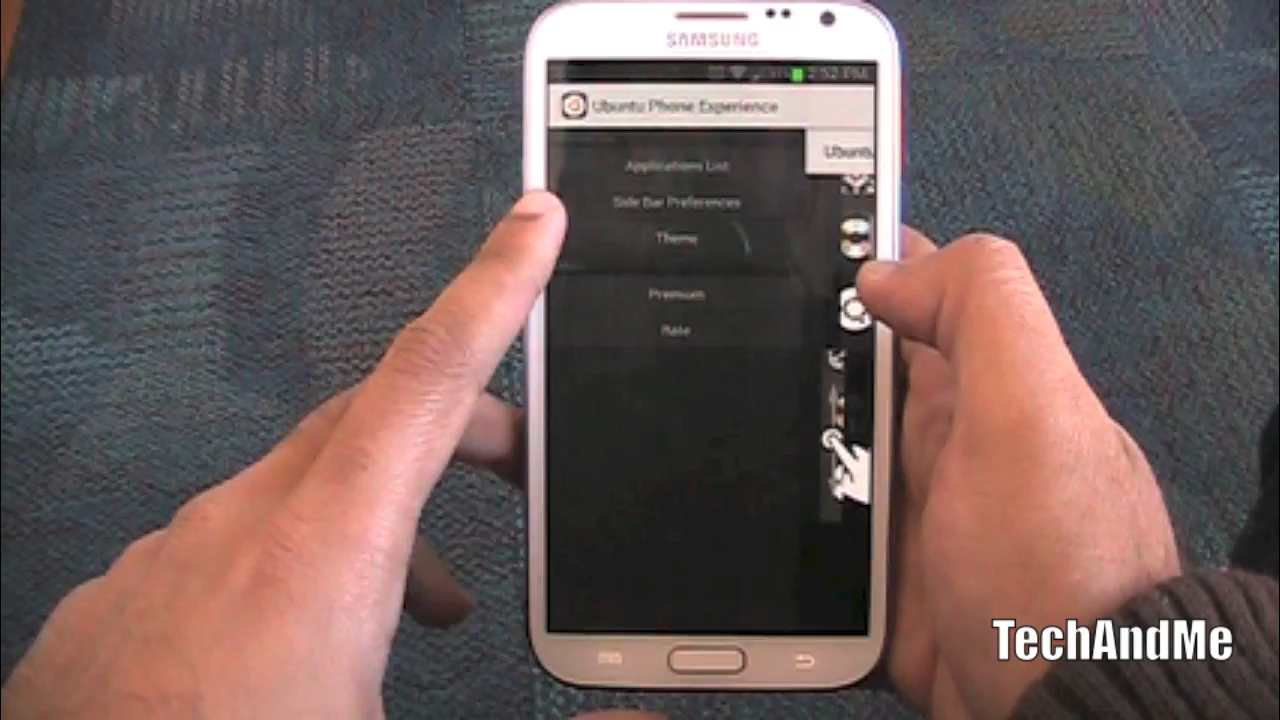 SAMSUNG
2:52 PM
Ubuntu Phone Experience
Ubuntu
Applications List
Side Bar Preferences
Theme
Premium
Rate
TechAndMe